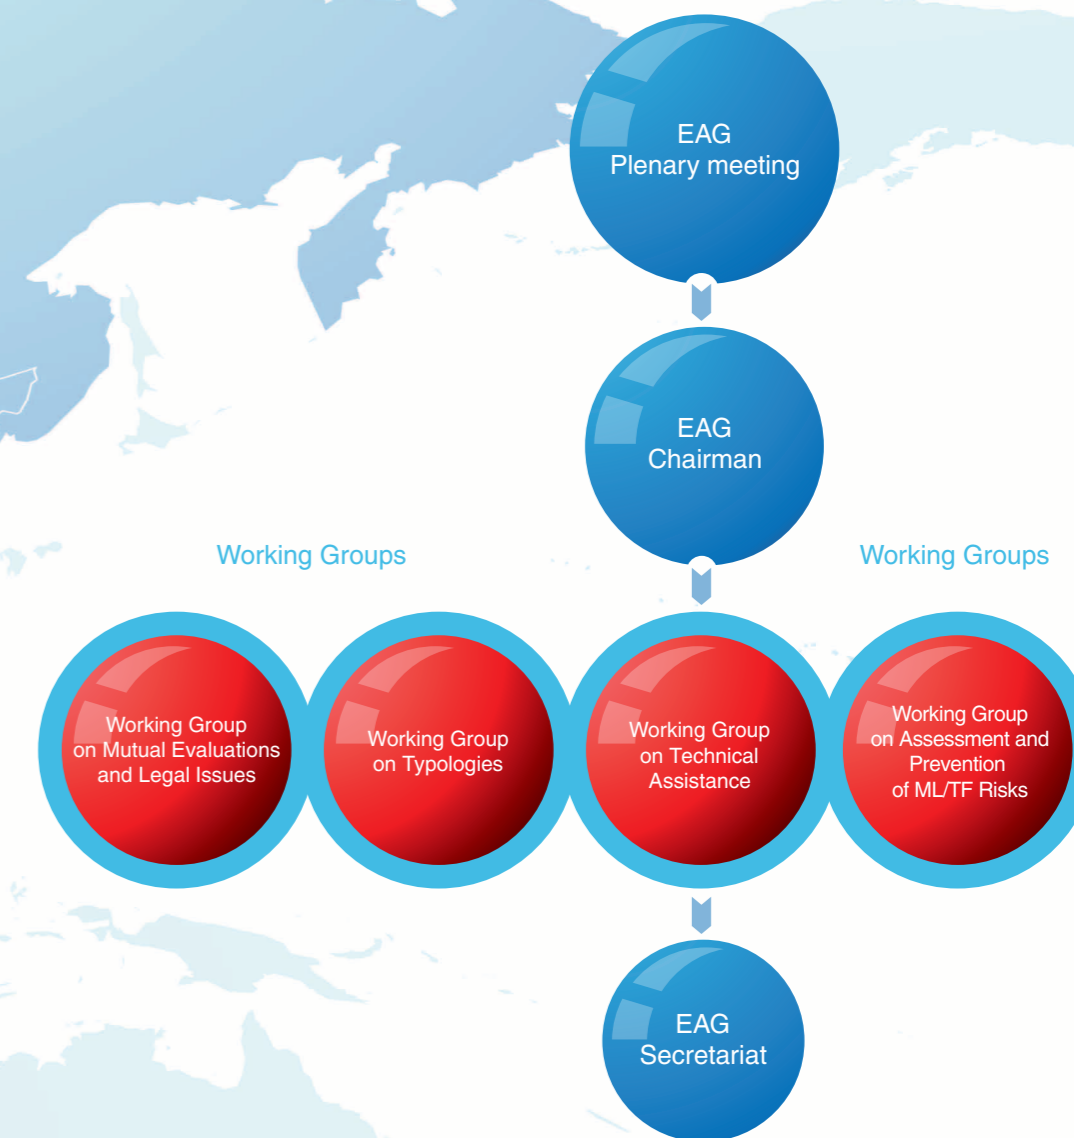 EAG
Plenary meeting
EAG
Chairman
Working Groups
Working Groups
Working Group
on Mutual Evaluations
and Legal Issues
Working Group
on Typologies
Working Group
on Technical
Assistance
Working Group
on Assessment and
Prevention
of ML/TF Risks
EAG
Secretariat